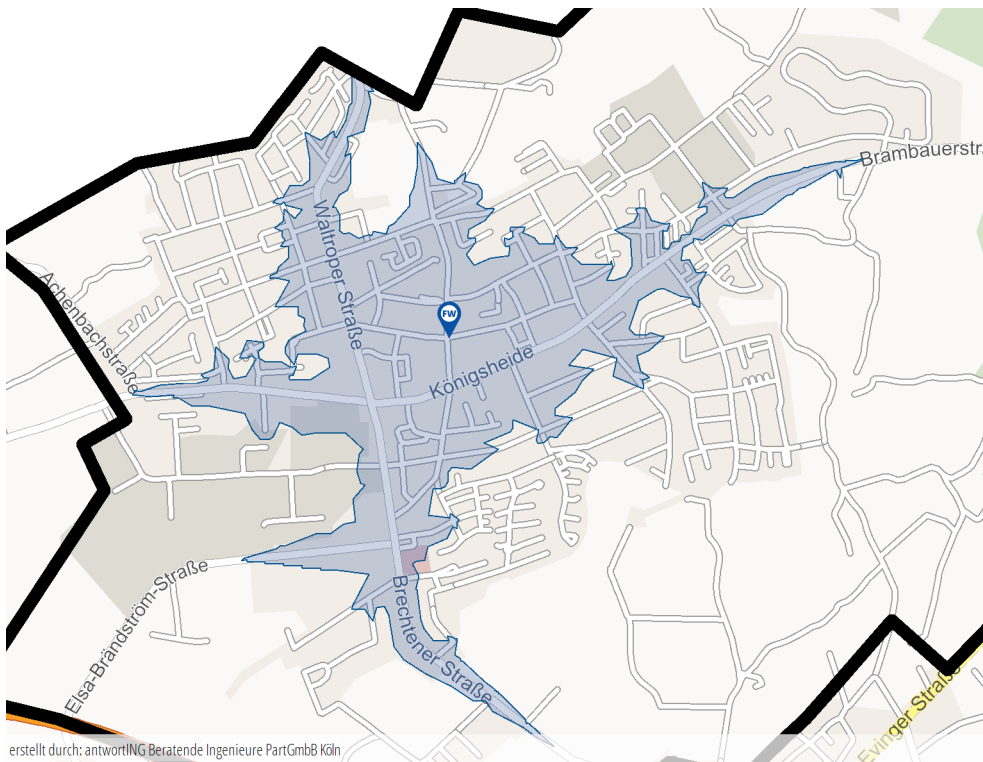 Brambauerstr
Waltroper Straße
Achenbachstraße
FW
Königsheide
Elsa-Brändström-Straße
Brechtener Straße
Evinger Straße
erstellt durch: antwortING Beratende Ingenieure PartGmbB Köln